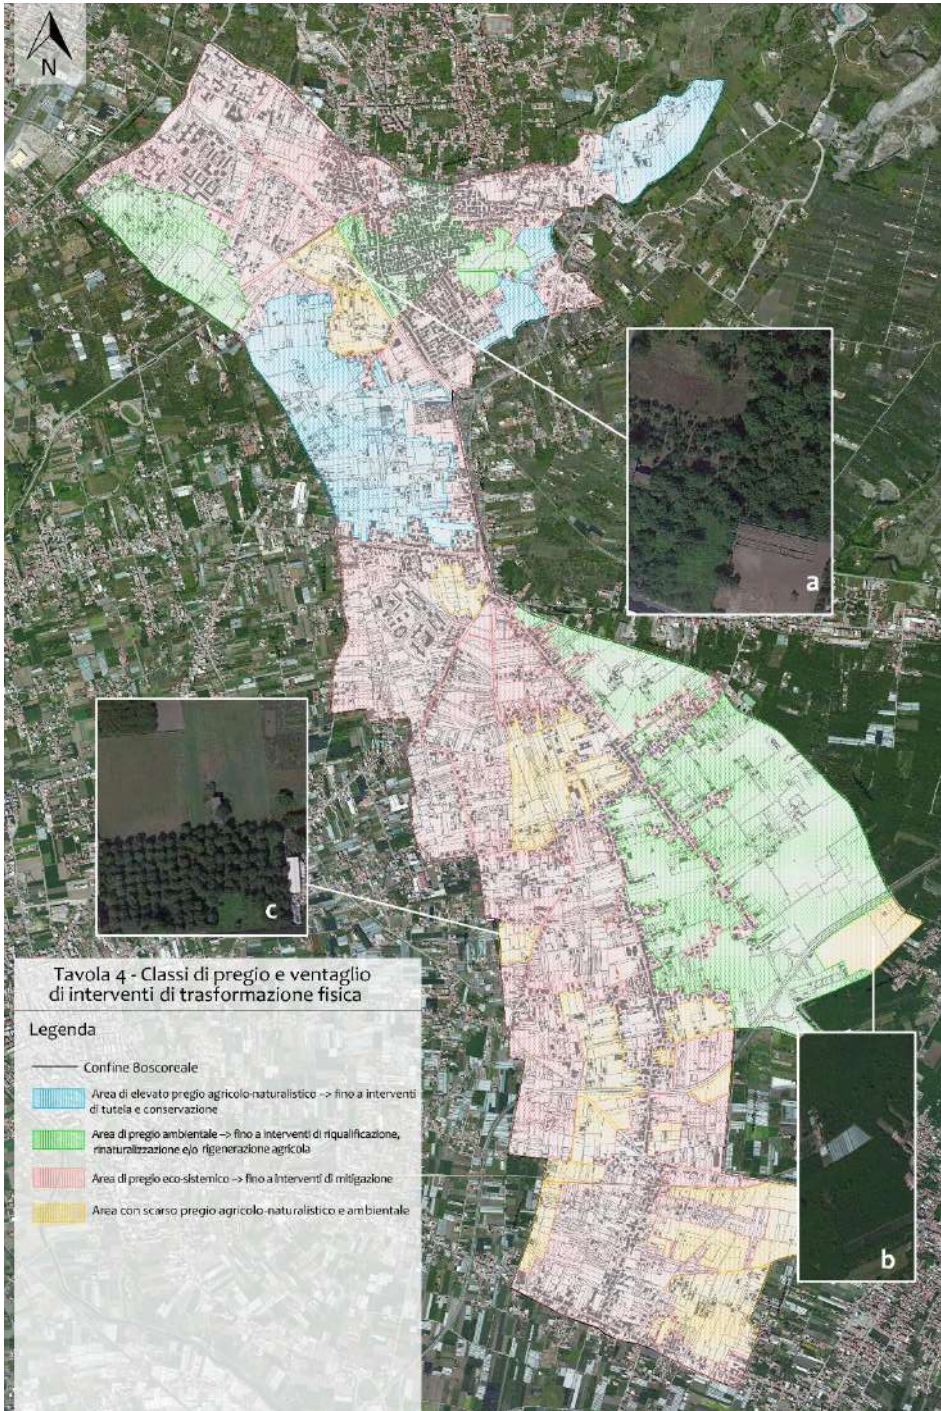 N
a
c
b
Tavola 4 - Classi di pregio e ventaglio
di interventi di trasformazione fisica
Legenda
Confine Boscoreale
Area di elevato pregio agricolo-naturalistico -> fino a interventi
di tutela e conservazione
Area di pregio ambientale -> fino a interventi di riqualificazione,
rinaturalizzazione e/o rigenerazione agricola
Area di pregio eco-sistemico -> fino a interventi di mitigazione
Area con scarso pregio agricolo-naturalistico e ambientale